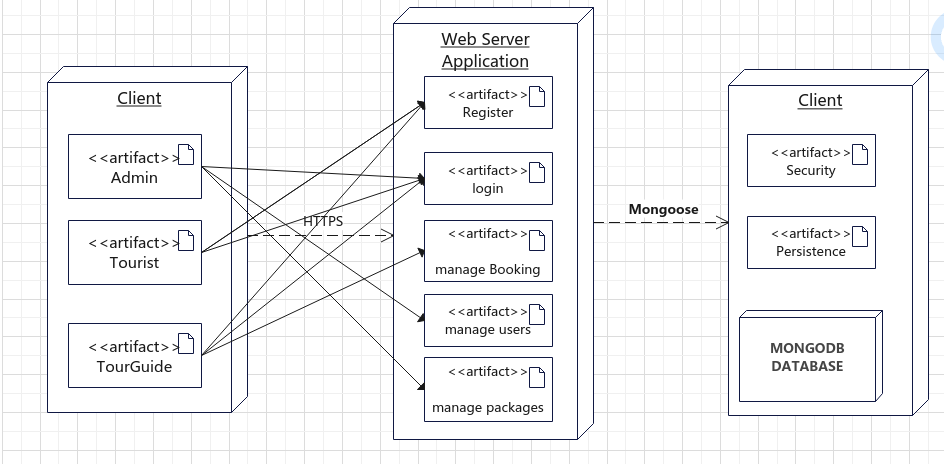 Client
<<artifact>>
Admin
<<artifact>>
Tourist
<<artifact>>
TourGuide
HTTPS
Web Server
Application
<<artifact>>
Register
<<artifact>>
login
<<artifact>>
manage Booking
<<artifact>>
manage users
<<artifact>>
manage packages
Mongoose
Client
<<artifact>>
Security
<<artifact>>
Persistence
MONGODB
DATABASE